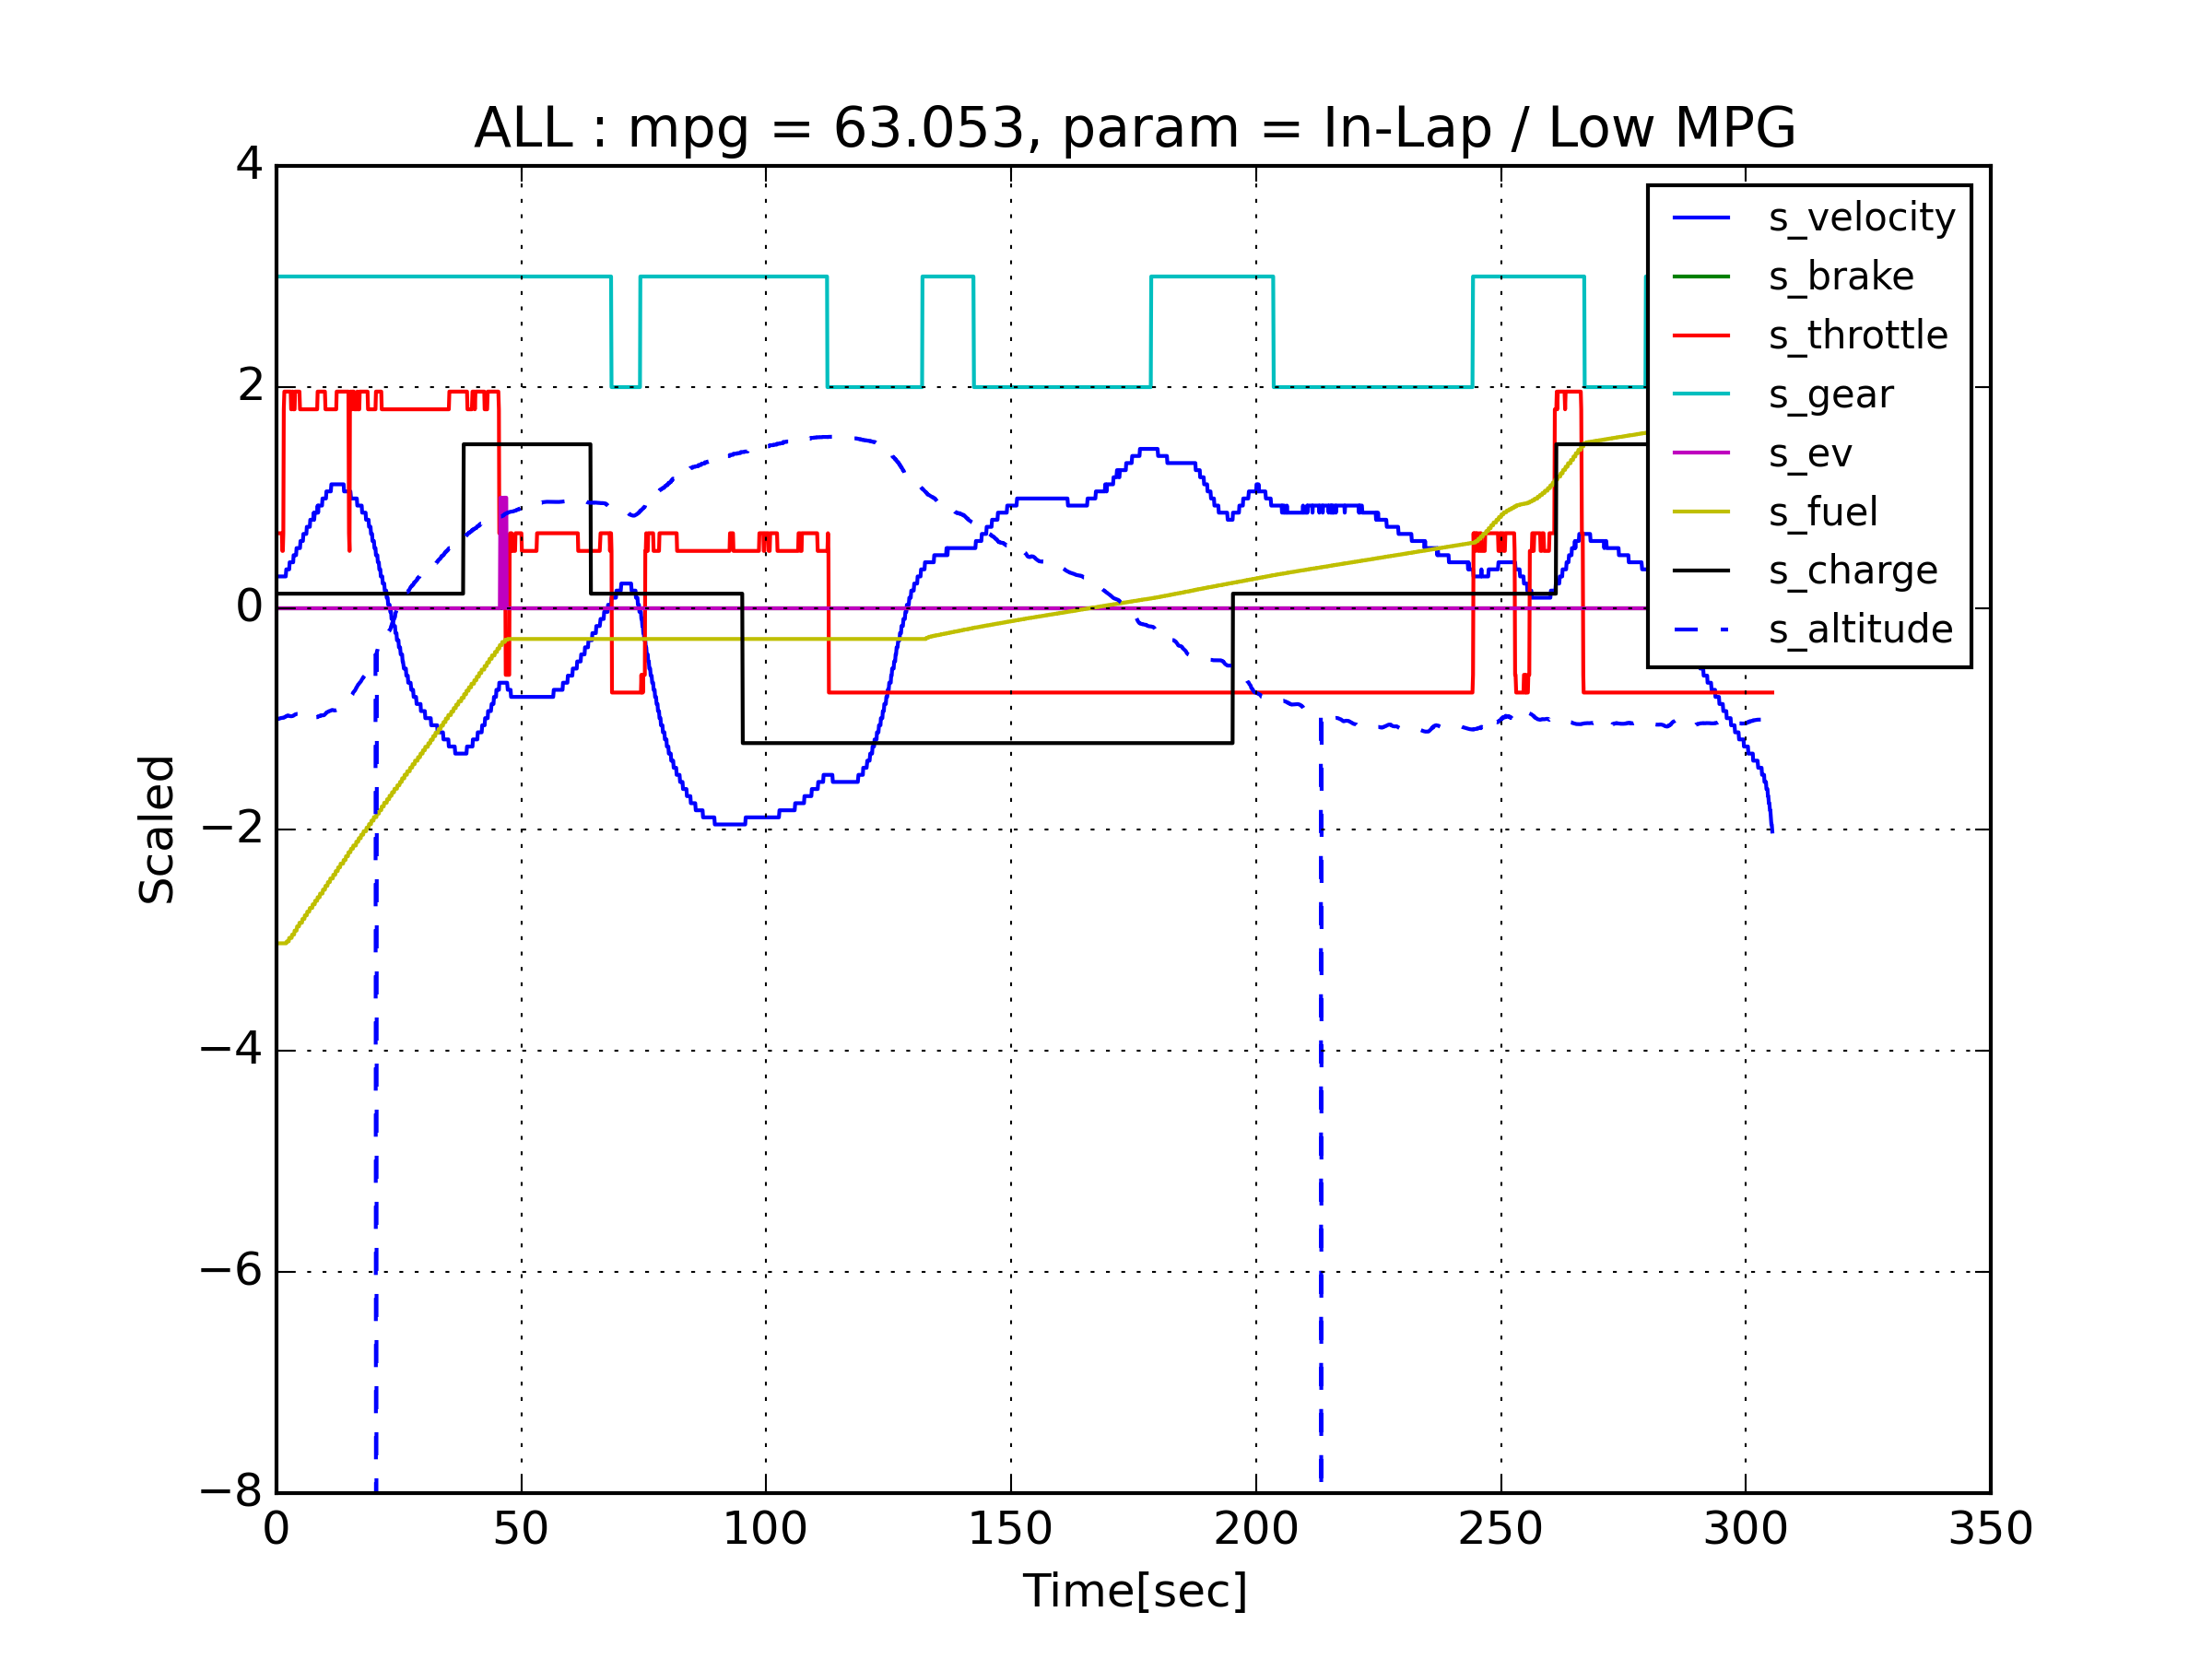 ALL : mpg = 63.053, param = In-Lap / Low MPG
4
2
0
−2
−4
−6
−8
Scaled
s_velocity
s_brake
s_throttle
s_gear
s_ev
s_fuel
s_charge
s_altitude
0 50 100 150 200 250 300 350
Time[sec]